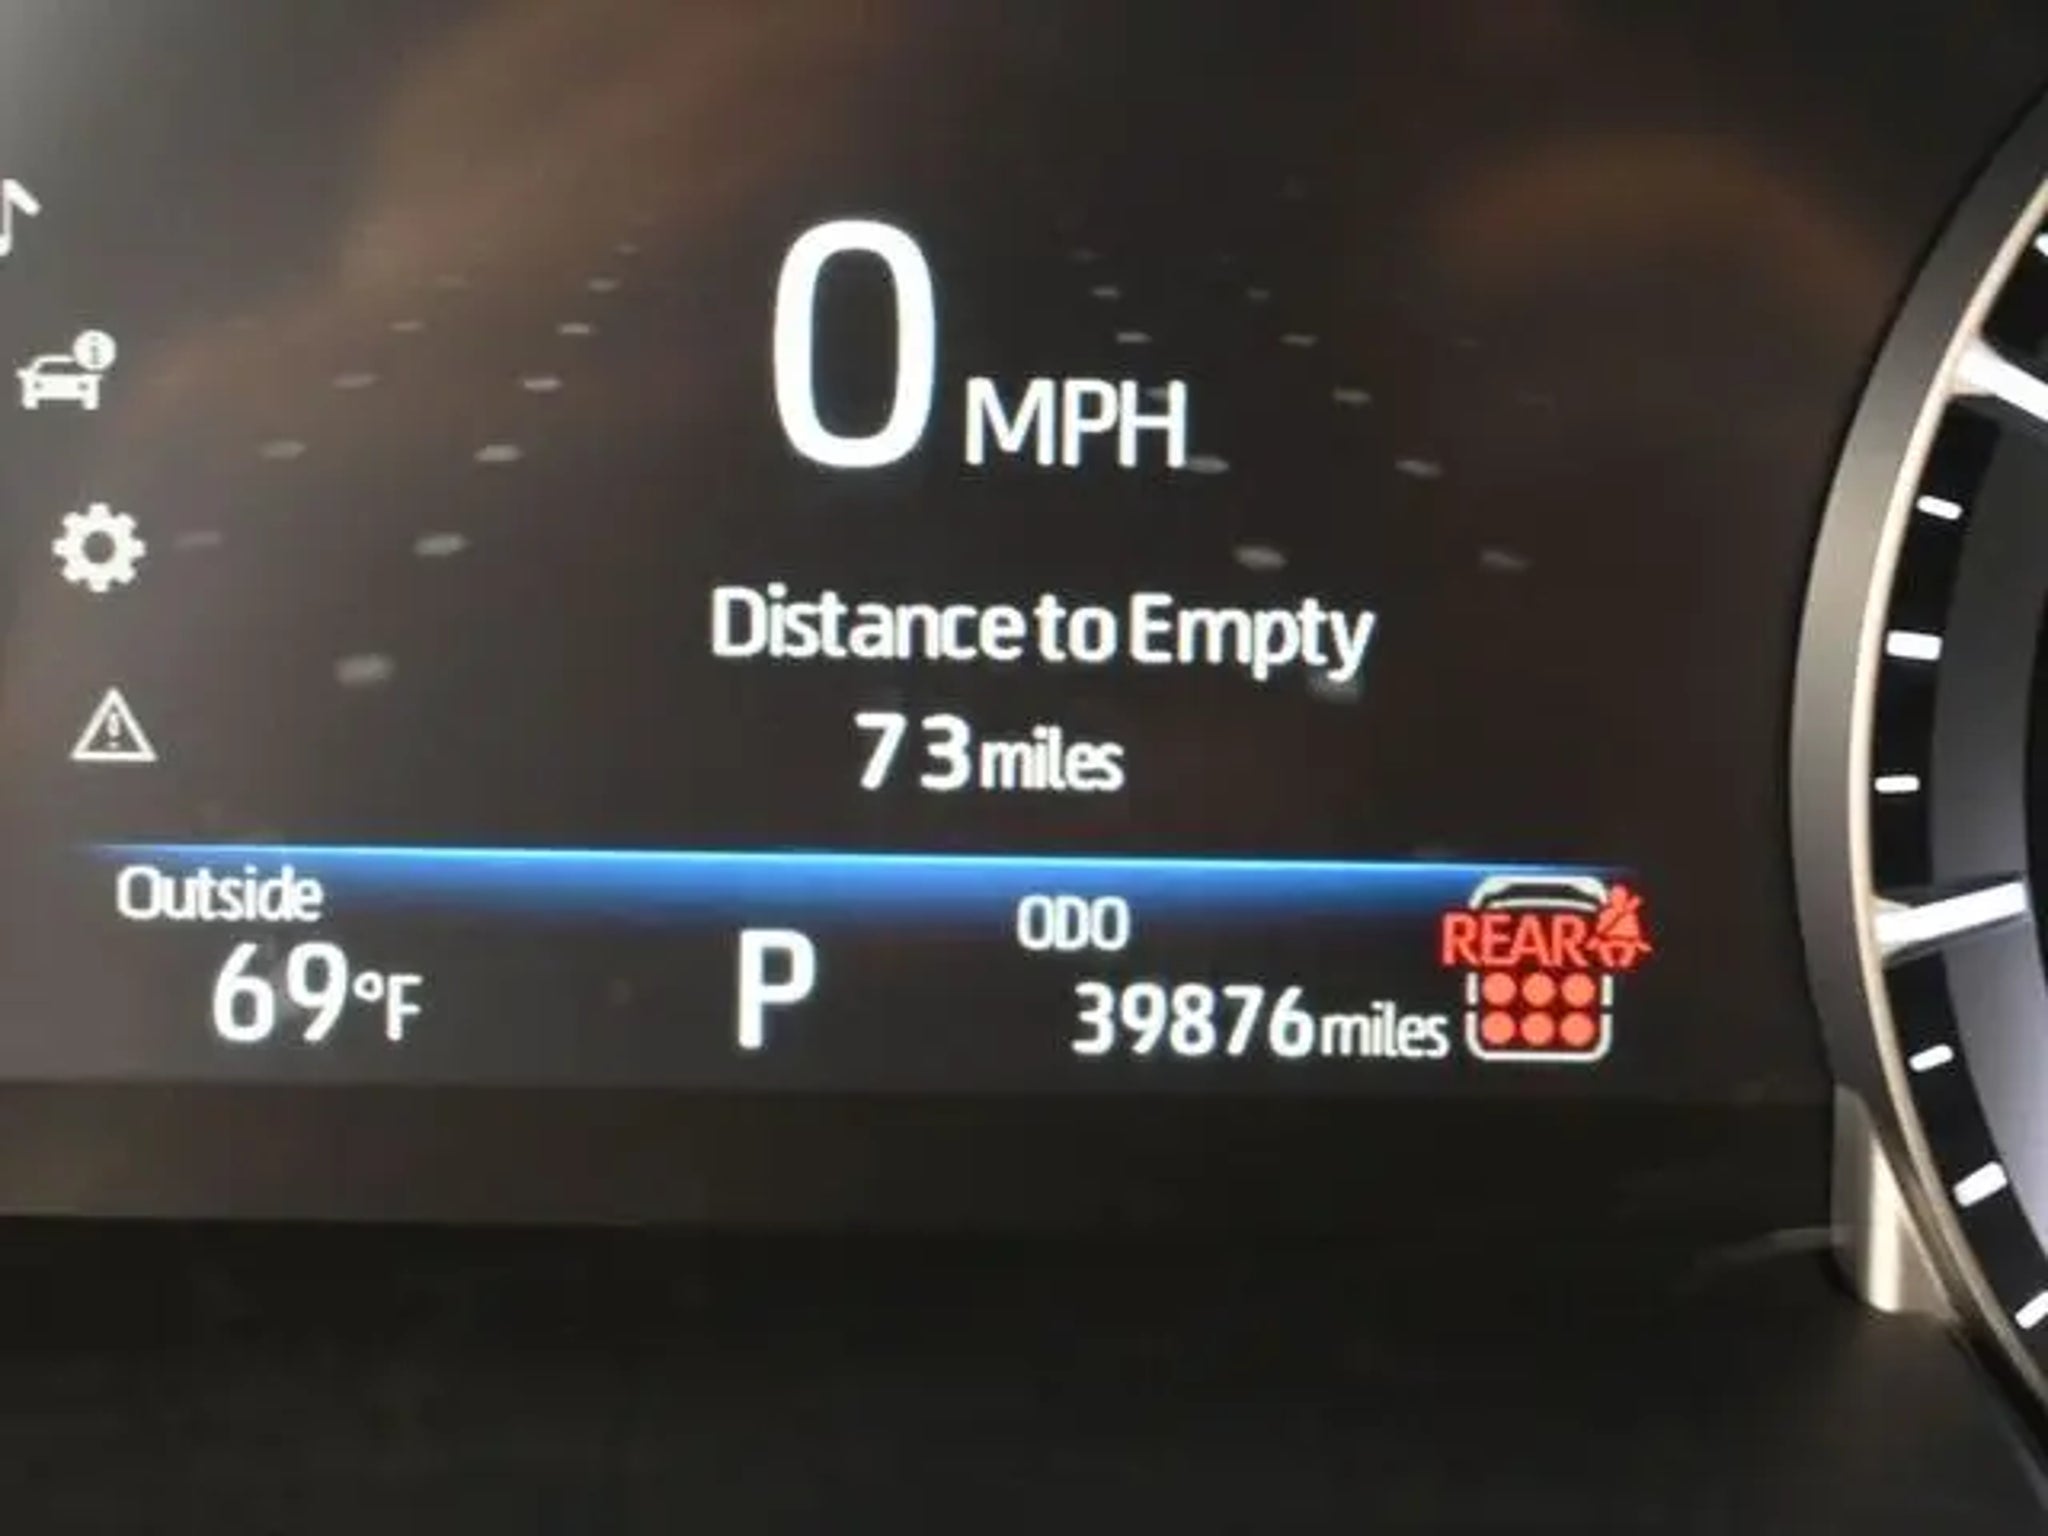 0 MPH
Distance to Empty
73 miles
Outside
69°F
P
ODO
39876 miles
REAR